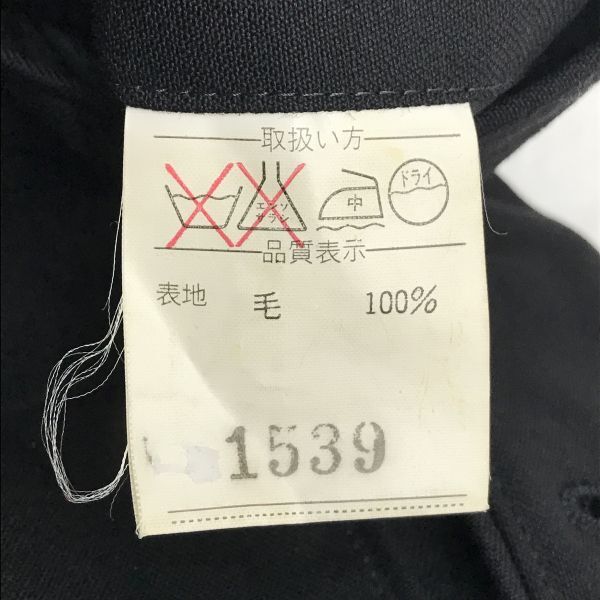 取扱い方
エンソ サラシ 中 ドライ
品質表示
表地 毛 100%
1539